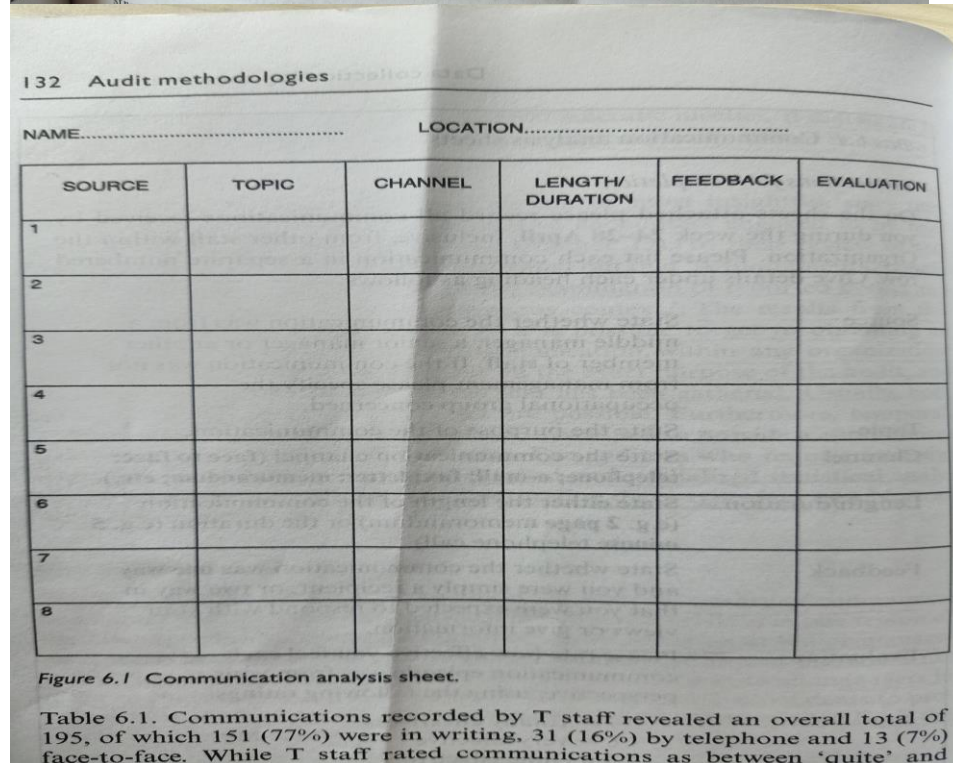 132 Audit methodologies
NAME............................................ LOCATION............................................
SOURCE TOPIC CHANNEL LENGTH/ DURATION FEEDBACK EVALUATION
1
2
3
4
5
6
7
8
Figure 6.1 Communication analysis sheet.
Table 6.1. Communications recorded by T staff revealed an overall total of
195, of which 151 (77%) were in writing, 31 (16%) by telephone and 13 (7%)
face-to-face. While T staff rated communications as between ‘quite’ and